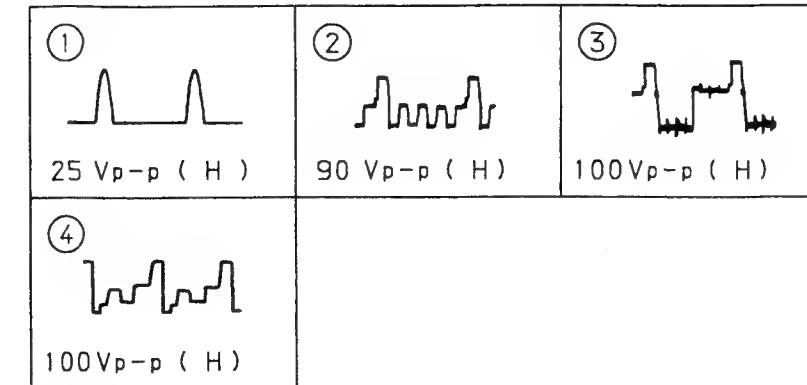 ①
②
③
25 Vp-p ( H )
90 Vp-p ( H )
100Vp-p ( H )
④
100Vp-p ( H )